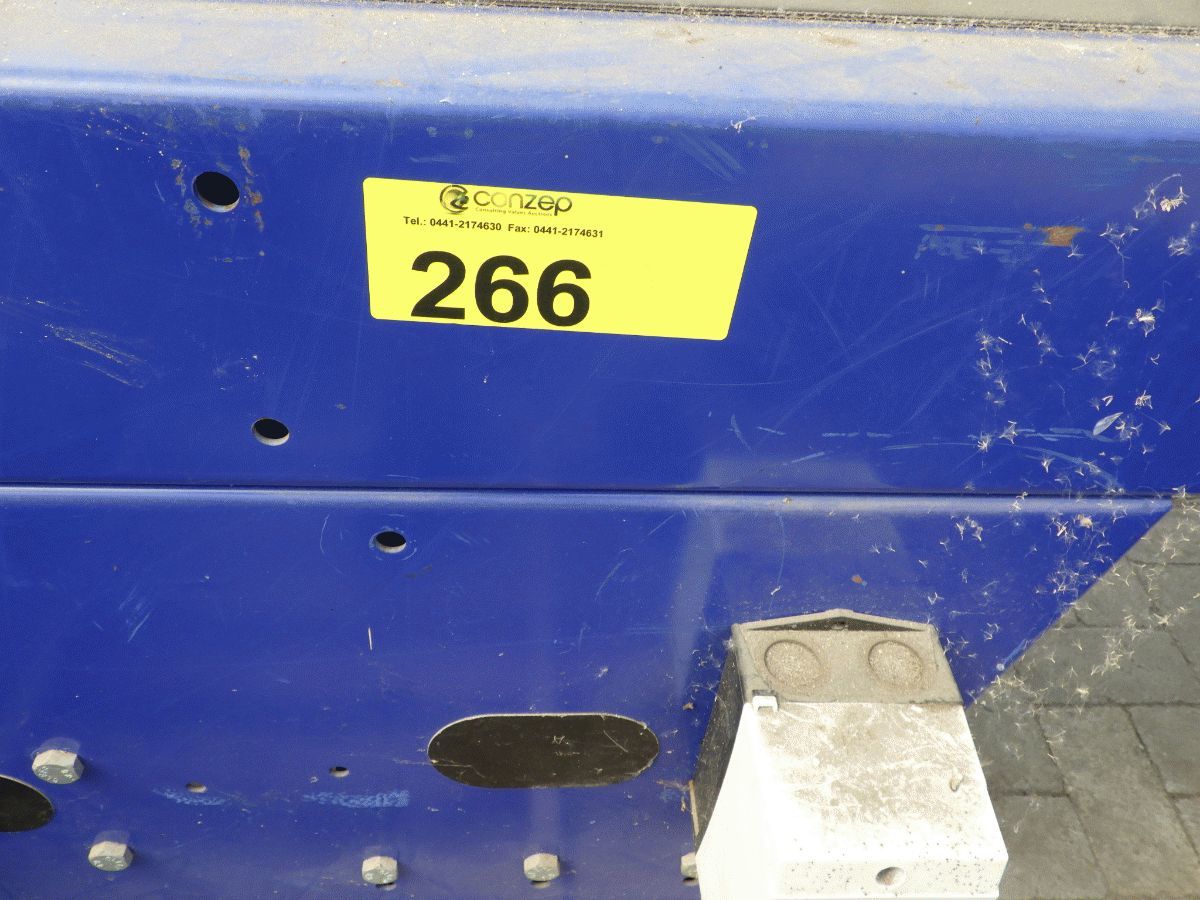 conzep
Consulting Values Auctions
Tel.: 0441-2174630 Fax: 0441-2174631
266